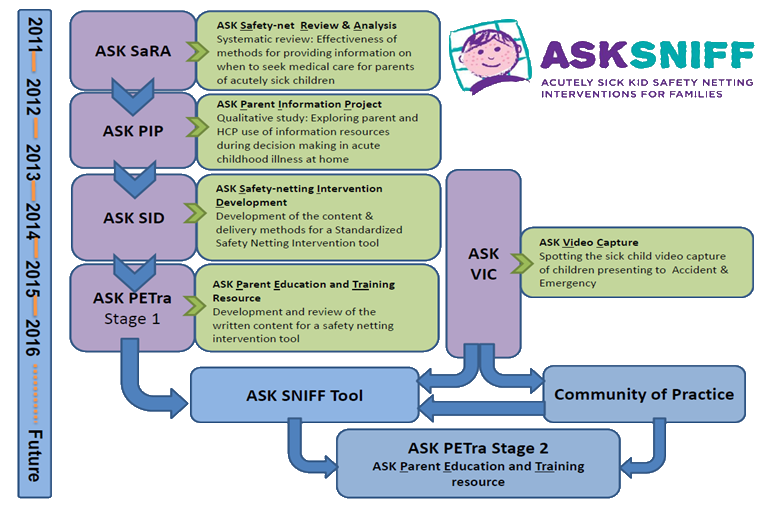 2011
2012
2013
2014
2015
2016
Future
ASK SaRA
ASK Safety-net Review & Analysis
Systematic review: Effectiveness of
methods for providing information on
when to seek medical care for parents
of acutely sick children
ASKSNIFF
ACUTELY SICK KID SAFETY NETTING
INTERVENTIONS FOR FAMILIES
ASK PIP
ASK Parent Information Project
Qualitative study: Exploring parent and
HCP use of information resources
during decision making in acute
childhood illness at home
ASK SID
ASK Safety-netting Intervention
Development
Development of the content &
delivery methods for a Standardized
Safety Netting Intervention tool
ASK
VIC
ASK Video Capture
Spotting the sick child video capture
of children presenting to Accident &
Emergency
ASK PETra
Stage 1
ASK Parent Education and Training
Resource
Development and review of the
written content for a safety netting
intervention tool
ASK SNIFF Tool
Community of Practice
ASK PETra Stage 2
ASK Parent Education and Training
resource